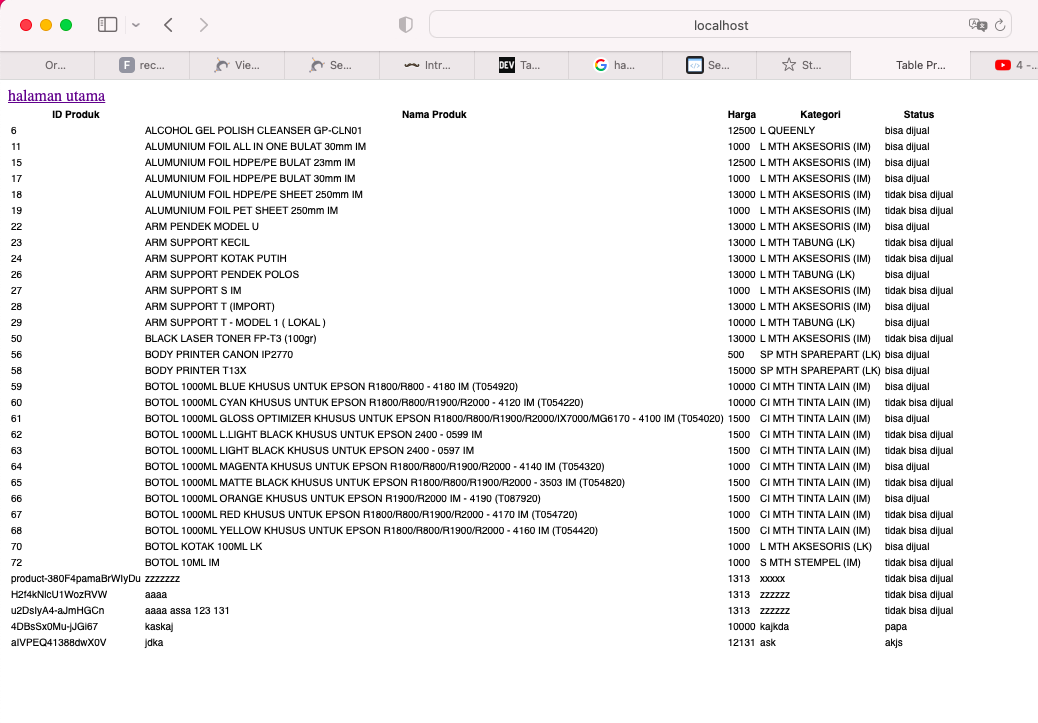 localhost
Or...
F rec...
Vie...
Se...
Intr...
DEV Ta...
G ha...
Se...
St...
Table Pr...
4 -...
halaman utama
ID Produk Nama Produk Harga Kategori Status
6 ALCOHOL GEL POLISH CLEANSER GP-CLN01 12500 L QUEENLY bisa dijual
11 ALUMUNIUM FOIL ALL IN ONE BULAT 30mm IM 1000 L MTH AKSESORIS (IM) bisa dijual
15 ALUMUNIUM FOIL HDPE/PE BULAT 23mm IM 12500 L MTH AKSESORIS (IM) bisa dijual
17 ALUMUNIUM FOIL HDPE/PE BULAT 30mm IM 1000 L MTH AKSESORIS (IM) bisa dijual
18 ALUMUNIUM FOIL HDPE/PE SHEET 250mm IM 13000 L MTH AKSESORIS (IM) tidak bisa dijual
19 ALUMUNIUM FOIL PET SHEET 250mm IM 1000 L MTH AKSESORIS (IM) tidak bisa dijual
22 ARM PENDEK MODEL U 13000 L MTH AKSESORIS (IM) bisa dijual
23 ARM SUPPORT KECIL 13000 L MTH TABUNG (LK) tidak bisa dijual
24 ARM SUPPORT KOTAK PUTIH 13000 L MTH AKSESORIS (IM) tidak bisa dijual
26 ARM SUPPORT PENDEK POLOS 13000 L MTH TABUNG (LK) bisa dijual
27 ARM SUPPORT S IM 1000 L MTH AKSESORIS (IM) tidak bisa dijual
28 ARM SUPPORT T (IMPORT) 13000 L MTH AKSESORIS (IM) bisa dijual
29 ARM SUPPORT T - MODEL 1 ( LOKAL ) 10000 L MTH TABUNG (LK) bisa dijual
50 BLACK LASER TONER FP-T3 (100gr) 13000 L MTH AKSESORIS (IM) tidak bisa dijual
56 BODY PRINTER CANON IP2770 500 SP MTH SPAREPART (LK) bisa dijual
58 BODY PRINTER T13X 15000 SP MTH SPAREPART (LK) bisa dijual
59 BOTOL 1000ML BLUE KHUSUS UNTUK EPSON R1800/R800 - 4180 IM (T054920) 10000 CI MTH TINTA LAIN (IM) bisa dijual
60 BOTOL 1000ML CYAN KHUSUS UNTUK EPSON R1800/R800/R1900/R2000 - 4120 IM (T054220) 10000 CI MTH TINTA LAIN (IM) tidak bisa dijual
61 BOTOL 1000ML GLOSS OPTIMIZER KHUSUS UNTUK EPSON R1800/R800/R1900/R2000/IX7000/MG6170 - 4100 IM (T054020) 1500 CI MTH TINTA LAIN (IM) bisa dijual
62 BOTOL 1000ML L.LIGHT BLACK KHUSUS UNTUK EPSON 2400 - 0599 IM 1500 CI MTH TINTA LAIN (IM) tidak bisa dijual
63 BOTOL 1000ML LIGHT BLACK KHUSUS UNTUK EPSON 2400 - 0597 IM 1500 CI MTH TINTA LAIN (IM) tidak bisa dijual
64 BOTOL 1000ML MAGENTA KHUSUS UNTUK EPSON R1800/R800/R1900/R2000 - 4140 IM (T054320) 1000 CI MTH TINTA LAIN (IM) bisa dijual
65 BOTOL 1000ML MATTE BLACK KHUSUS UNTUK EPSON R1800/R800/R1900/R2000 - 3503 IM (T054820) 1500 CI MTH TINTA LAIN (IM) tidak bisa dijual
66 BOTOL 1000ML ORANGE KHUSUS UNTUK EPSON R1900/R2000 IM - 4190 (T087920) 1500 CI MTH TINTA LAIN (IM) bisa dijual
67 BOTOL 1000ML RED KHUSUS UNTUK EPSON R1800/R800/R1900/R2000 - 4170 IM (T054720) 1000 CI MTH TINTA LAIN (IM) tidak bisa dijual
68 BOTOL 1000ML YELLOW KHUSUS UNTUK EPSON R1800/R800/R1900/R2000 - 4160 IM (T054420) 1500 CI MTH TINTA LAIN (IM) tidak bisa dijual
70 BOTOL KOTAK 100ML LK 1000 L MTH AKSESORIS (LK) bisa dijual
72 BOTOL 10ML IM 1000 S MTH STEMPEL (IM) tidak bisa dijual
product-380F4pamaBrWIyDu zzzzzzz 1313 xxxxx tidak bisa dijual
H2f4kNlcU1WozRVW aaaa 1313 zzzzzz tidak bisa dijual
u2DsIyA4-aJmHGCn aaaa assa 123 131 1313 zzzzzz tidak bisa dijual
4DBsSx0Mu-jJGi67 kaskaj 10000 kajkda papa
aIVPEQ41388dwX0V jdka 12131 ask akjs